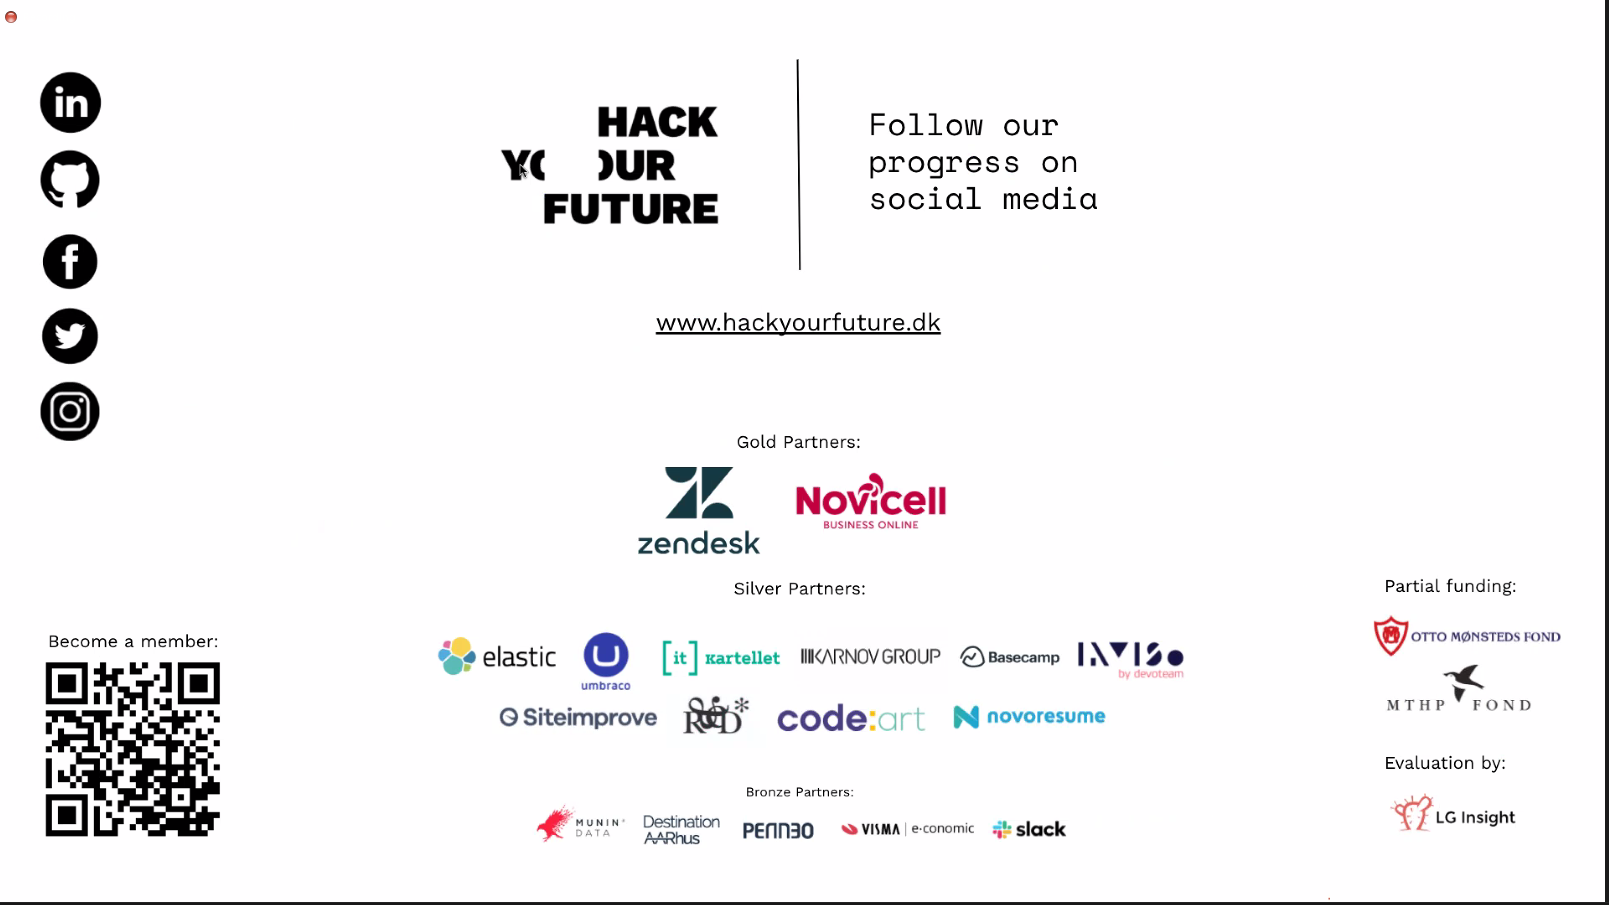 in
HACK
YOUR
FUTURE
Follow our
progress on
social media
f
www.hackyourfuture.dk
Gold Partners:
zendesk
Novicell
BUSINESS ONLINE
Silver Partners:
elastic
umbraco
[it] kartellet
KARNOV GROUP
Basecamp
INVISO
by devoteam
Siteimprove
R&D*
code:art
novoresume
Bronze Partners:
MUNIN DATA
Destination
AARhus
PENNEO
VISMA | e-conomic
slack
Become a member:
Partial funding:
OTTO MØNSTEDS FOND
MTHP FOND
Evaluation by:
LG Insight